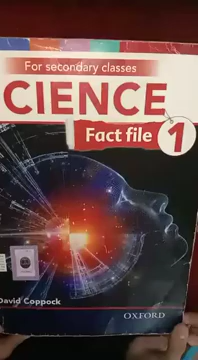 For secondary classes
CIENCE
Fact file 1
David Coppock
OXFORD